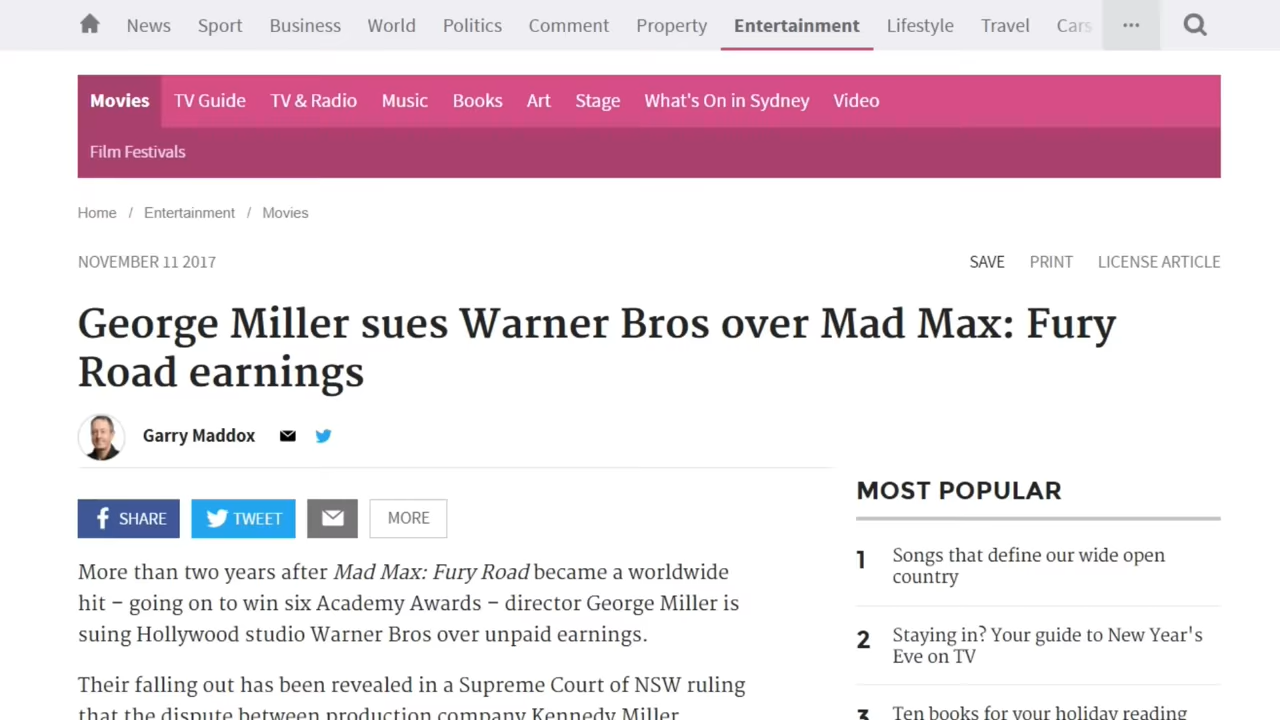 News Sport Business World Politics Comment Property Entertainment Lifestyle Travel Cars ...
Movies TV Guide TV & Radio Music Books Art Stage What's On in Sydney Video
Film Festivals
Home / Entertainment / Movies
NOVEMBER 11 2017 SAVE PRINT LICENSE ARTICLE
George Miller sues Warner Bros over Mad Max: Fury
Road earnings
Garry Maddox
SHARE TWEET MORE
More than two years after Mad Max: Fury Road became a worldwide
hit – going on to win six Academy Awards – director George Miller is
suing Hollywood studio Warner Bros over unpaid earnings.
Their falling out has been revealed in a Supreme Court of NSW ruling
that the dispute between production company Kennedy Miller
MOST POPULAR
1 Songs that define our wide open
country
2 Staying in? Your guide to New Year's
Eve on TV
3 Ten books for your holiday reading